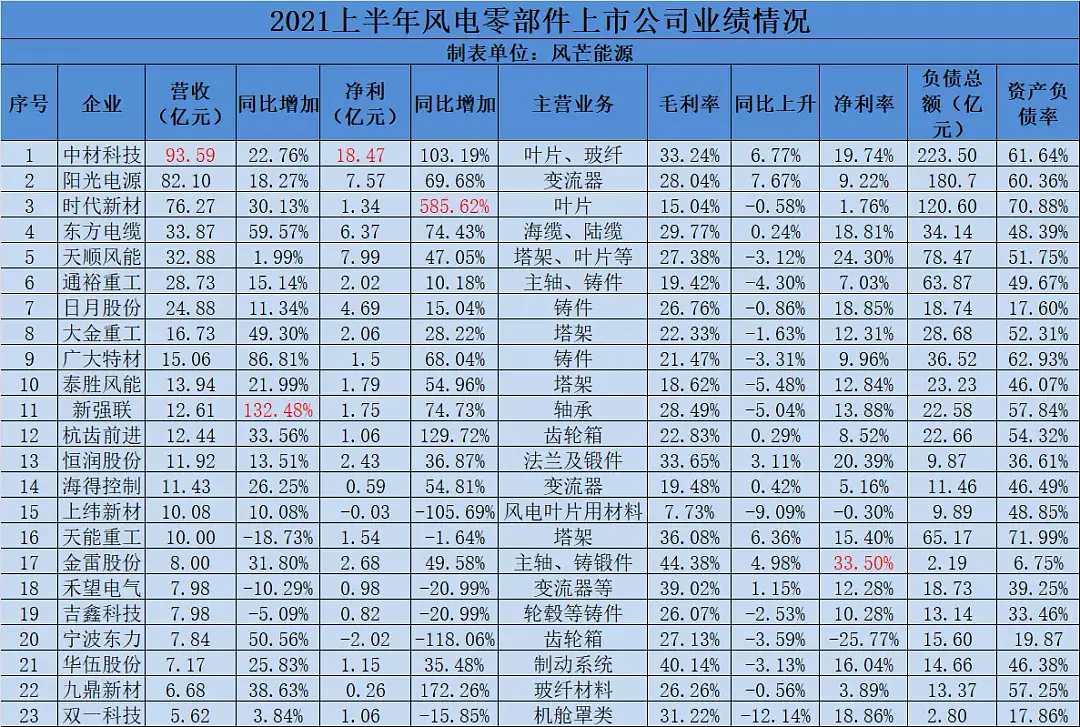 2021上半年风电零部件上市公司业绩情况
制表单位：风芒能源
序号 企业 营收（亿元） 同比增加 净利（亿元） 同比增加 主营业务 毛利率 同比上升 净利率 负债总额（亿元） 资产负债率
1 中材科技 93.59 22.76% 18.47 103.19% 叶片、玻纤 33.24% 6.77% 19.74% 223.50 61.64%
2 阳光电源 82.10 18.27% 7.57 69.68% 变流器 28.04% 7.67% 9.22% 180.7 60.36%
3 时代新材 76.27 30.13% 1.34 585.62% 叶片 15.04% -0.58% 1.76% 120.60 70.88%
4 东方电缆 33.87 59.57% 6.37 74.43% 海缆、陆缆 29.77% 0.24% 18.81% 34.14 48.39%
5 天顺风能 32.88 1.99% 7.99 47.05% 塔架、叶片等 27.38% -3.12% 24.30% 78.47 51.75%
6 通裕重工 28.73 15.14% 2.02 10.18% 主轴、铸件 19.42% -4.30% 7.03% 63.87 49.67%
7 日月股份 24.88 11.34% 4.69 15.04% 铸件 26.76% -0.86% 18.85% 18.74 17.60%
8 大金重工 16.73 49.30% 2.06 28.22% 塔架 22.33% -1.63% 12.31% 28.68 52.31%
9 广大特材 15.06 86.81% 1.5 68.04% 铸件 21.47% -3.31% 9.96% 36.52 62.93%
10 泰胜风能 13.94 21.99% 1.79 54.96% 塔架 18.62% -5.48% 12.84% 23.23 46.07%
11 新强联 12.61 132.48% 1.75 74.73% 轴承 28.49% -5.04% 13.88% 22.58 57.84%
12 杭齿前进 12.44 33.56% 1.06 129.72% 齿轮箱 22.83% 0.29% 8.52% 22.66 54.32%
13 恒润股份 11.92 13.51% 2.43 36.87% 法兰及锻件 33.65% 3.11% 20.39% 9.87 36.61%
14 海得控制 11.43 26.25% 0.59 54.81% 变流器 19.48% 0.42% 5.16% 11.46 46.49%
15 上纬新材 10.08 10.08% -0.03 -105.69% 风电叶片用材料 7.73% -9.09% -0.30% 9.89 48.85%
16 天能重工 10.00 -18.73% 1.54 -1.64% 塔架 36.08% 6.36% 15.40% 65.17 71.99%
17 金雷股份 8.00 31.80% 2.68 49.58% 主轴、铸锻件 44.38% 4.98% 33.50% 2.19 6.75%
18 禾望电气 7.98 -10.29% 0.98 -20.99% 变流器等 39.02% 1.15% 12.28% 18.73 39.25%
19 吉鑫科技 7.98 -5.09% 0.82 -20.99% 轮毂等铸件 26.07% -2.53% 10.28% 13.14 33.46%
20 宁波东力 7.84 50.56% -2.02 -118.06% 齿轮箱 27.13% -3.59% -25.77% 15.60 19.87
21 华伍股份 7.17 25.83% 1.15 35.48% 制动系统 40.14% -3.13% 16.04% 14.66 46.38%
22 九鼎新材 6.68 38.63% 0.26 172.26% 玻纤材料 26.26% -0.56% 3.89% 13.37 57.25%
23 双一科技 5.62 3.84% 1.06 -15.85% 机舱罩类 31.22% -12.14% 18.86% 2.80 17.86%